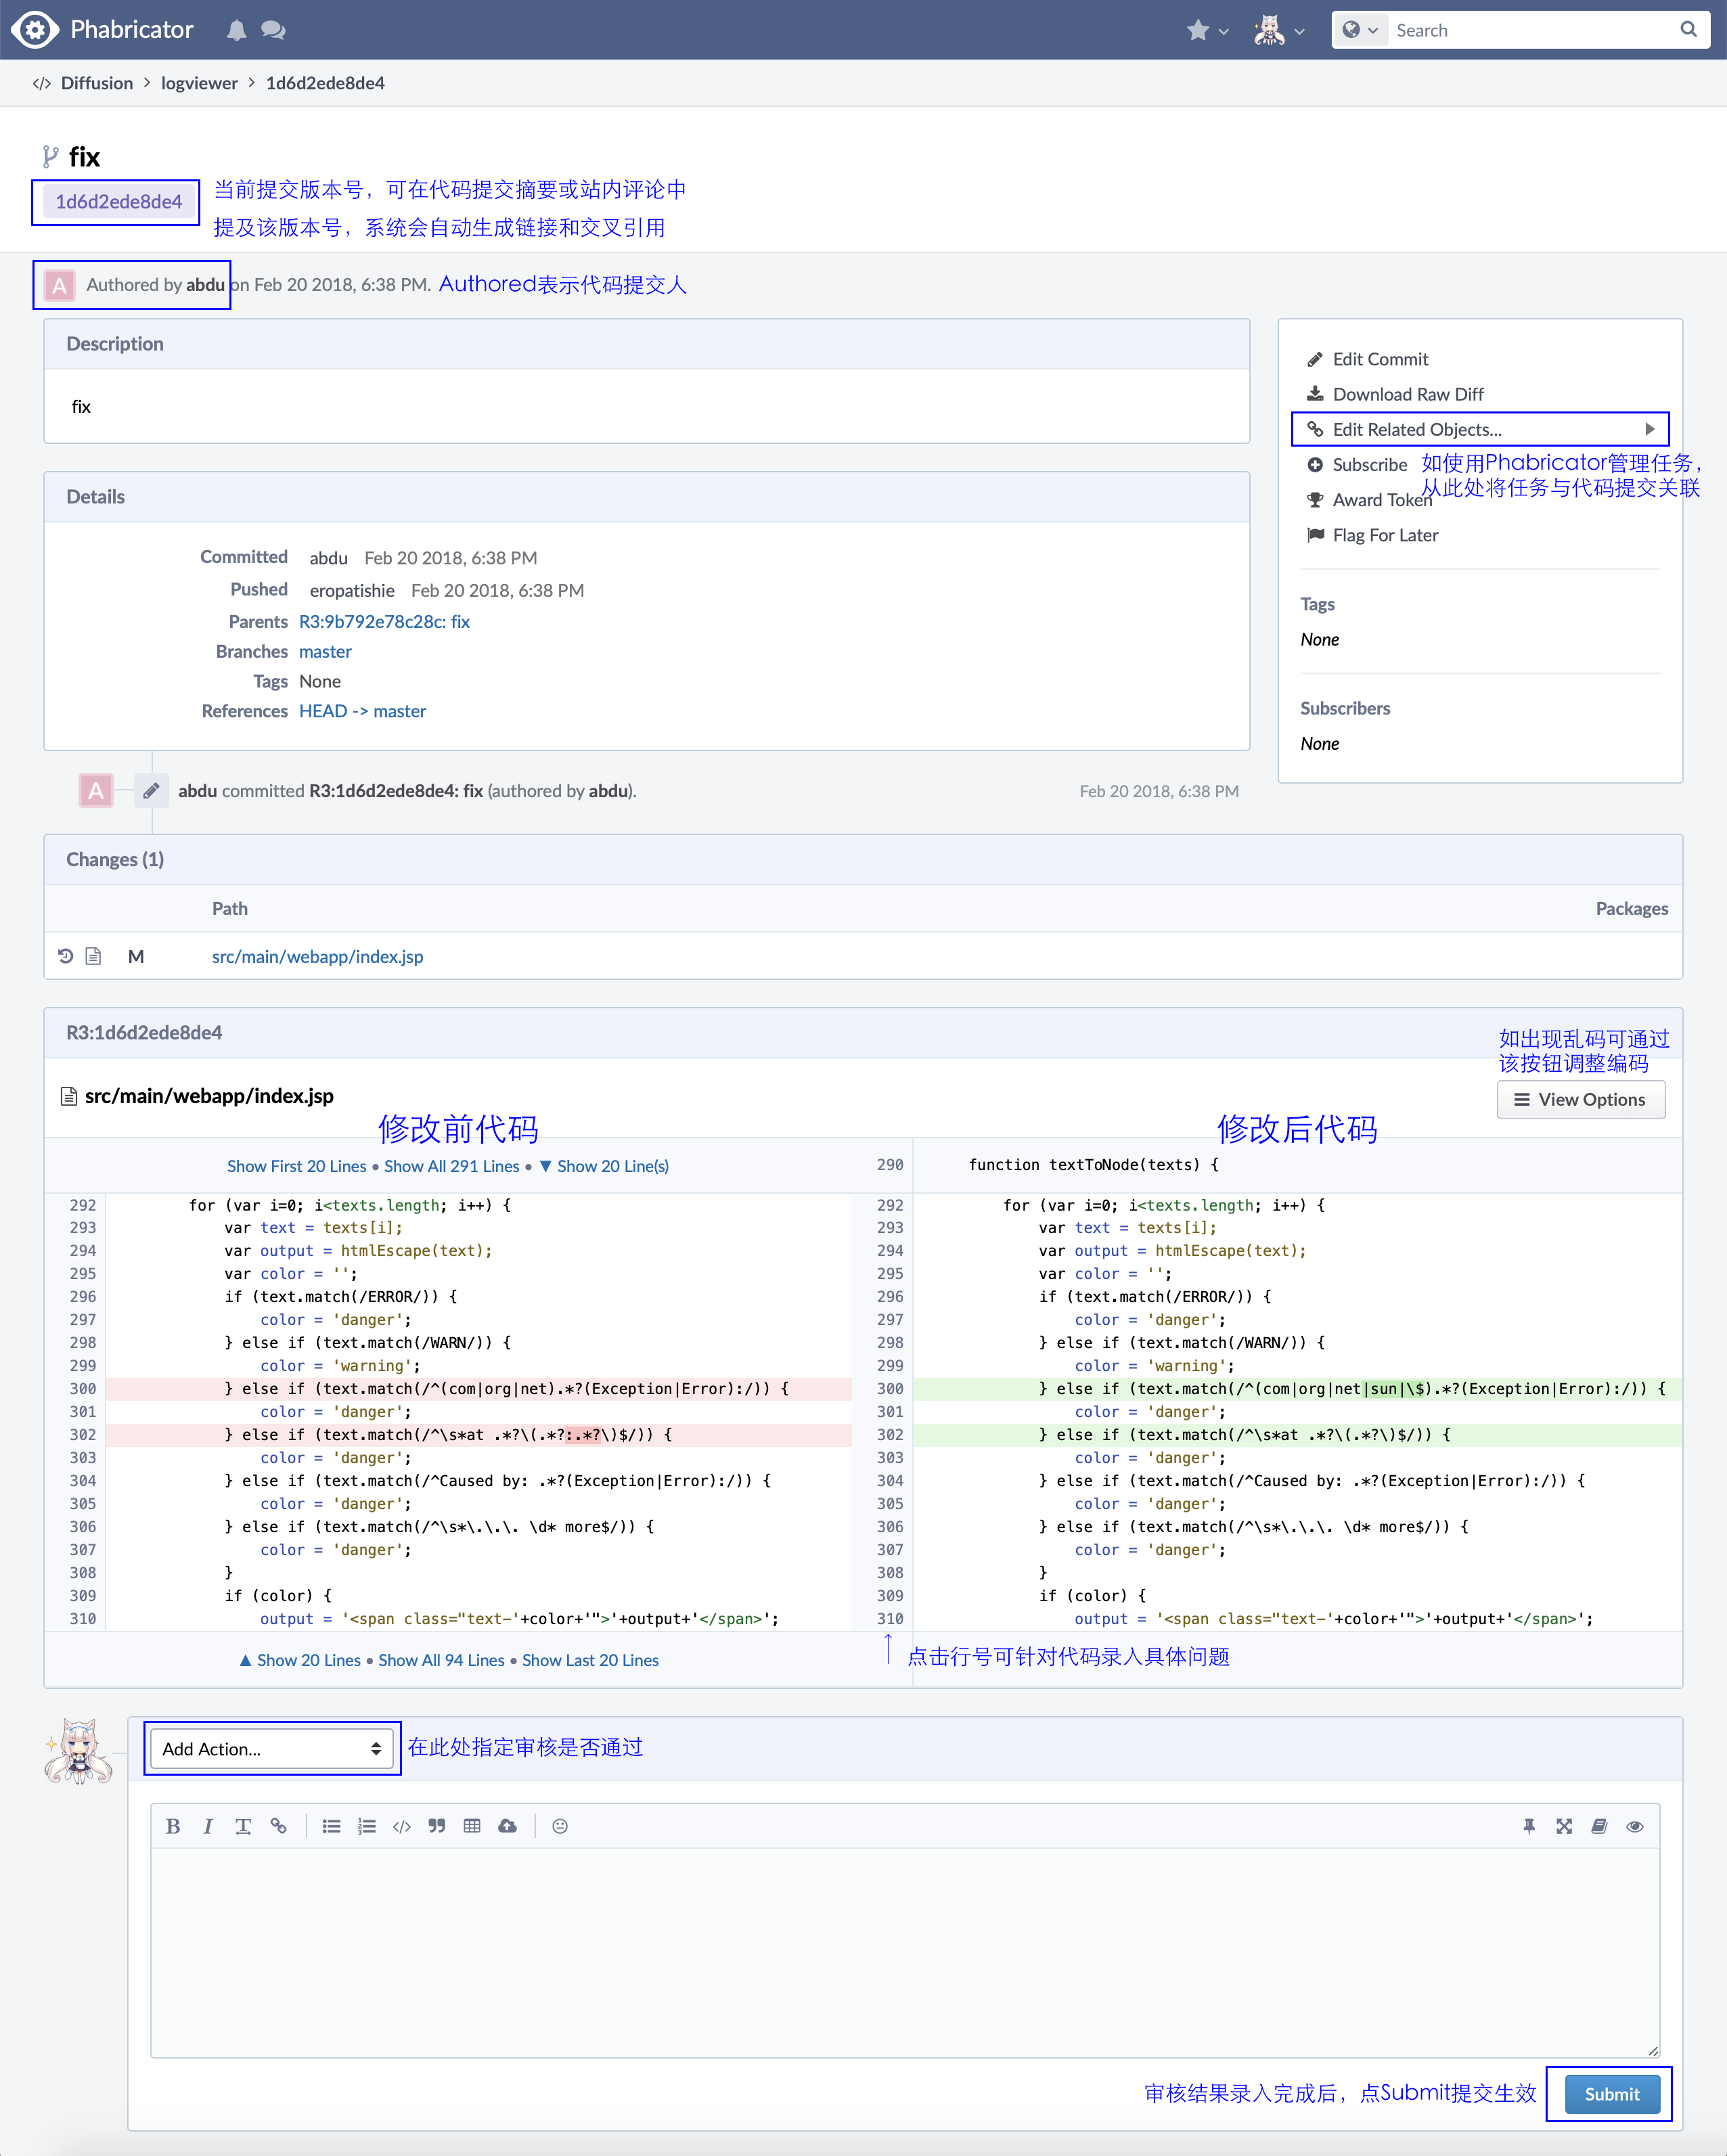 Phabricator
Search
Diffusion > logviewer > 1d6d2ede8de4
fix
1d6d2ede8de4
当前提交版本号，可在代码提交摘要或站内评论中
提及该版本号，系统会自动生成链接和交叉引用
A Authored by abdu on Feb 20 2018, 6:38 PM. Authored表示代码提交人
Description
fix
Edit Commit
Download Raw Diff
Edit Related Objects...
Subscribe
如使用Phabricator管理任务，
从此处将任务与代码提交关联
Award Token
Flag For Later
Tags
None
Subscribers
None
Details
Committed abdu Feb 20 2018, 6:38 PM
Pushed eropatishie Feb 20 2018, 6:38 PM
Parents R3:9b792e78c28c: fix
Branches master
Tags None
References HEAD -> master
A abdu committed R3:1d6d2ede8de4: fix (authored by abdu). Feb 20 2018, 6:38 PM
Changes (1)
Path Packages
M src/main/webapp/index.jsp
R3:1d6d2ede8de4
如出现乱码可通过
该按钮调整编码
src/main/webapp/index.jsp
View Options
修改前代码 修改后代码
Show First 20 Lines • Show All 291 Lines • ▼ Show 20 Line(s)
292 for (var i=0; i<texts.length; i++) {
293 var text = texts[i];
294 var output = htmlEscape(text);
295 var color = '';
296 if (text.match(/ERROR/)) {
297 color = 'danger';
298 } else if (text.match(/WARN/)) {
299 color = 'warning';
300 } else if (text.match(/^(com|org|net).*?(Exception|Error):/)) {
301 color = 'danger';
302 } else if (text.match(/^\s*at .*?\(.*?:.*?\)$/)) {
303 color = 'danger';
304 } else if (text.match(/^Caused by: .*?(Exception|Error):/)) {
305 color = 'danger';
306 } else if (text.match(/^\s*\.\.\. \d* more$/)) {
307 color = 'danger';
308 }
309 if (color) {
310 output = '<span class="text-'+color+'">'+output+'</span>';
▲ Show 20 Lines • Show All 94 Lines • Show Last 20 Lines
290 function textToNode(texts) {
292 for (var i=0; i<texts.length; i++) {
293 var text = texts[i];
294 var output = htmlEscape(text);
295 var color = '';
296 if (text.match(/ERROR/)) {
297 color = 'danger';
298 } else if (text.match(/WARN/)) {
299 color = 'warning';
300 } else if (text.match(/^(com|org|net|sun|\$).*?(Exception|Error):/)) {
301 color = 'danger';
302 } else if (text.match(/^\s*at .*?\(.*?\)$/)) {
303 color = 'danger';
304 } else if (text.match(/^Caused by: .*?(Exception|Error):/)) {
305 color = 'danger';
306 } else if (text.match(/^\s*\.\.\. \d* more$/)) {
307 color = 'danger';
308 }
309 if (color) {
310 output = '<span class="text-'+color+'">'+output+'</span>';
点击行号可针对代码录入具体问题
Add Action... 在此处指定审核是否通过
审核结果录入完成后，点Submit提交生效 Submit